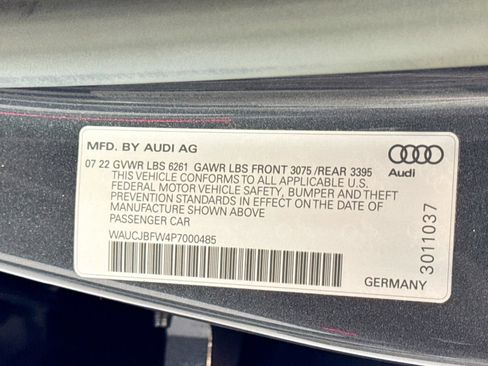 MFD. BY AUDI AG
07 22 GVWR LBS 6261 GAWR LBS FRONT 3075 /REAR 3395
THIS VEHICLE CONFORMS TO ALL APPLICABLE U.S.
FEDERAL MOTOR VEHICLE SAFETY, BUMPER AND THEFT
PREVENTION STANDARDS IN EFFECT ON THE DATE OF
MANUFACTURE SHOWN ABOVE
PASSENGER CAR
WAUCJBFW4P7000485
Audi
3011037
GERMANY